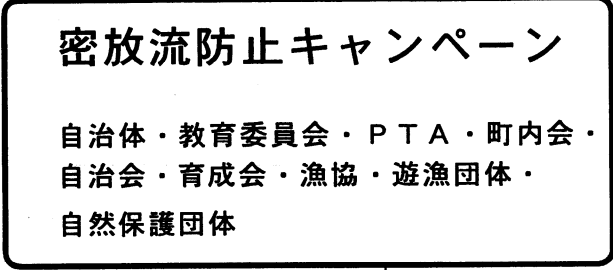 密放流防止キャンペーン
自治体・教育委員会・ＰＴＡ・町内会・
自治会・育成会・漁協・遊漁団体・
自然保護団体